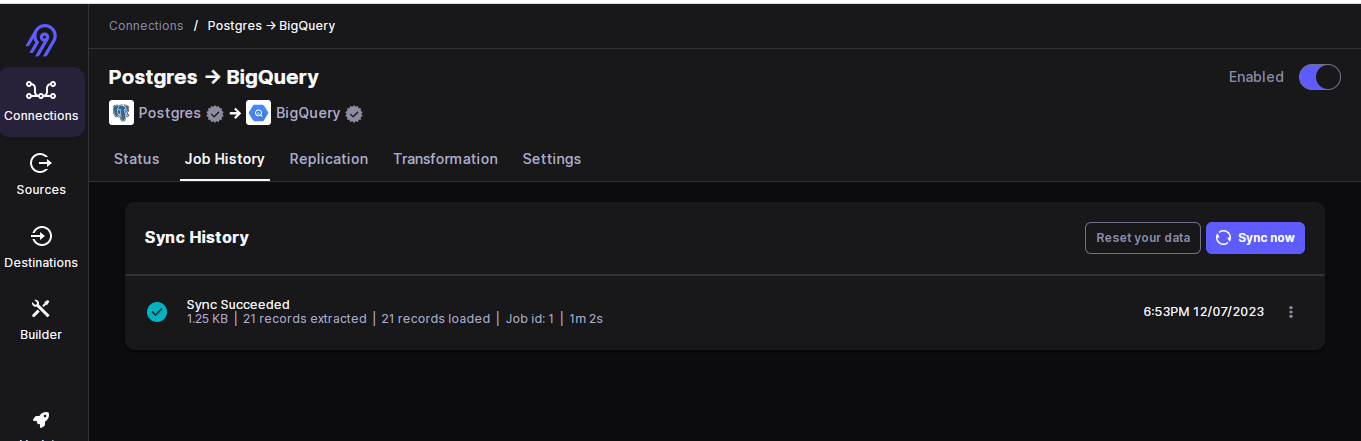 Connections / Postgres → BigQuery
Postgres → BigQuery
Enabled
Postgres → BigQuery
Status Job History Replication Transformation Settings
Connections
Sources
Destinations
Builder
Sync History
Reset your data Sync now
Sync Succeeded
1.25 KB | 21 records extracted | 21 records loaded | Job id: 1 | 1m 2s
6:53PM 12/07/2023